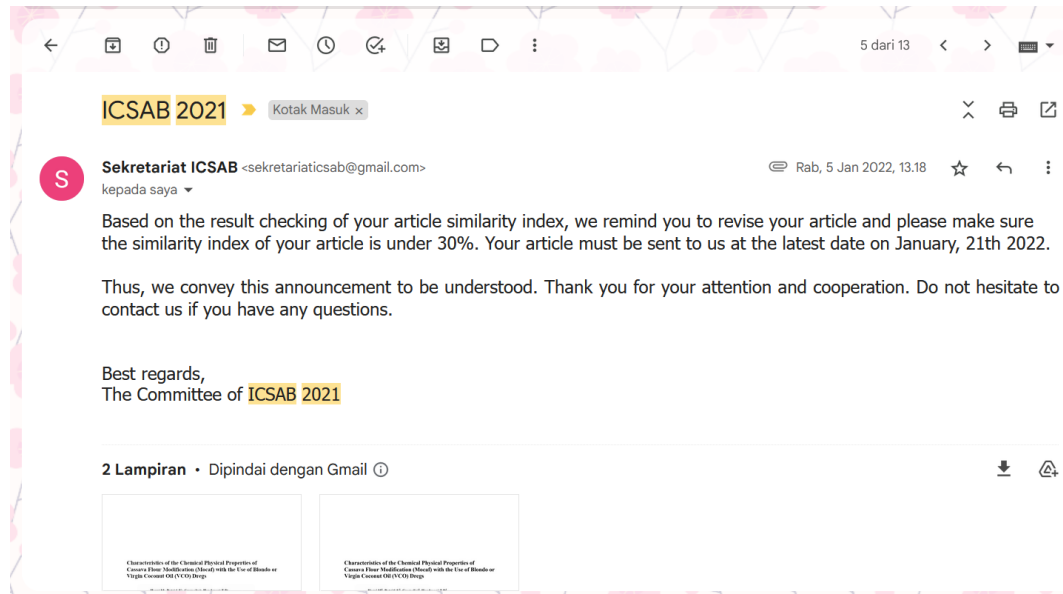 5 dari 13
ICSAB 2021 Kotak Masuk ×
S
Sekretariat ICSAB <sekretariaticsab@gmail.com> Rab, 5 Jan 2022, 13.18
kepada saya
Based on the result checking of your article similarity index, we remind you to revise your article and please make sure
the similarity index of your article is under 30%. Your article must be sent to us at the latest date on January, 21th 2022.
Thus, we convey this announcement to be understood. Thank you for your attention and cooperation. Do not hesitate to
contact us if you have any questions.
Best regards,
The Committee of ICSAB 2021
2 Lampiran • Dipindai dengan Gmail
Characteristics of the Chemical Physical Properties of
Cassava Flour Modification (Mocaf) with the Use of Blondo or
Virgin Coconut Oil (VCO) Dregs
Characteristics of the Chemical Physical Properties of
Cassava Flour Modification (Mocaf) with the Use of Blondo or
Virgin Coconut Oil (VCO) Dregs